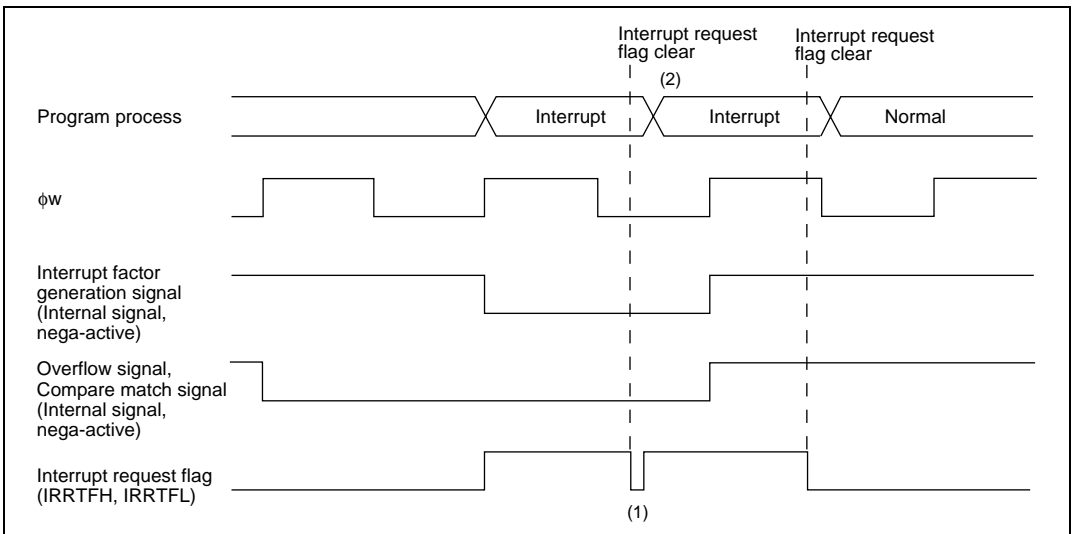 Interrupt request
flag clear
Interrupt request
flag clear
(2)
Program process
Interrupt
Interrupt
Normal
ϕw
Interrupt factor
generation signal
(Internal signal,
nega-active)
Overflow signal,
Compare match signal
(Internal signal,
nega-active)
Interrupt request flag
(IRRTFH, IRRTFL)
(1)